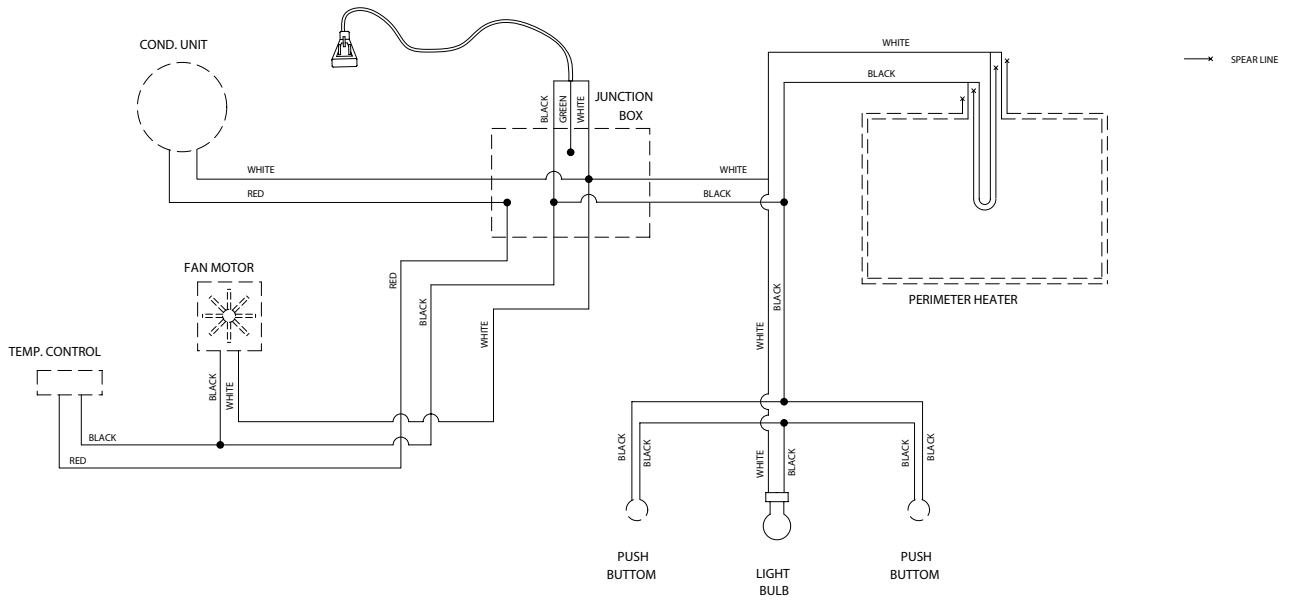 COND. UNIT
WHITE
BLACK
SPEAR LINE
BLACK
GREEN
WHITE
JUNCTION
BOX
WHITE
WHITE
RED
BLACK
FAN MOTOR
RED
BLACK
WHITE
BLACK
WHITE
PERIMETER HEATER
TEMP. CONTROL
BLACK
WHITE
BLACK
RED
BLACK
BLACK
WHITE
BLACK
BLACK
BLACK
PUSH
BUTTOM
LIGHT
BULB
PUSH
BUTTOM